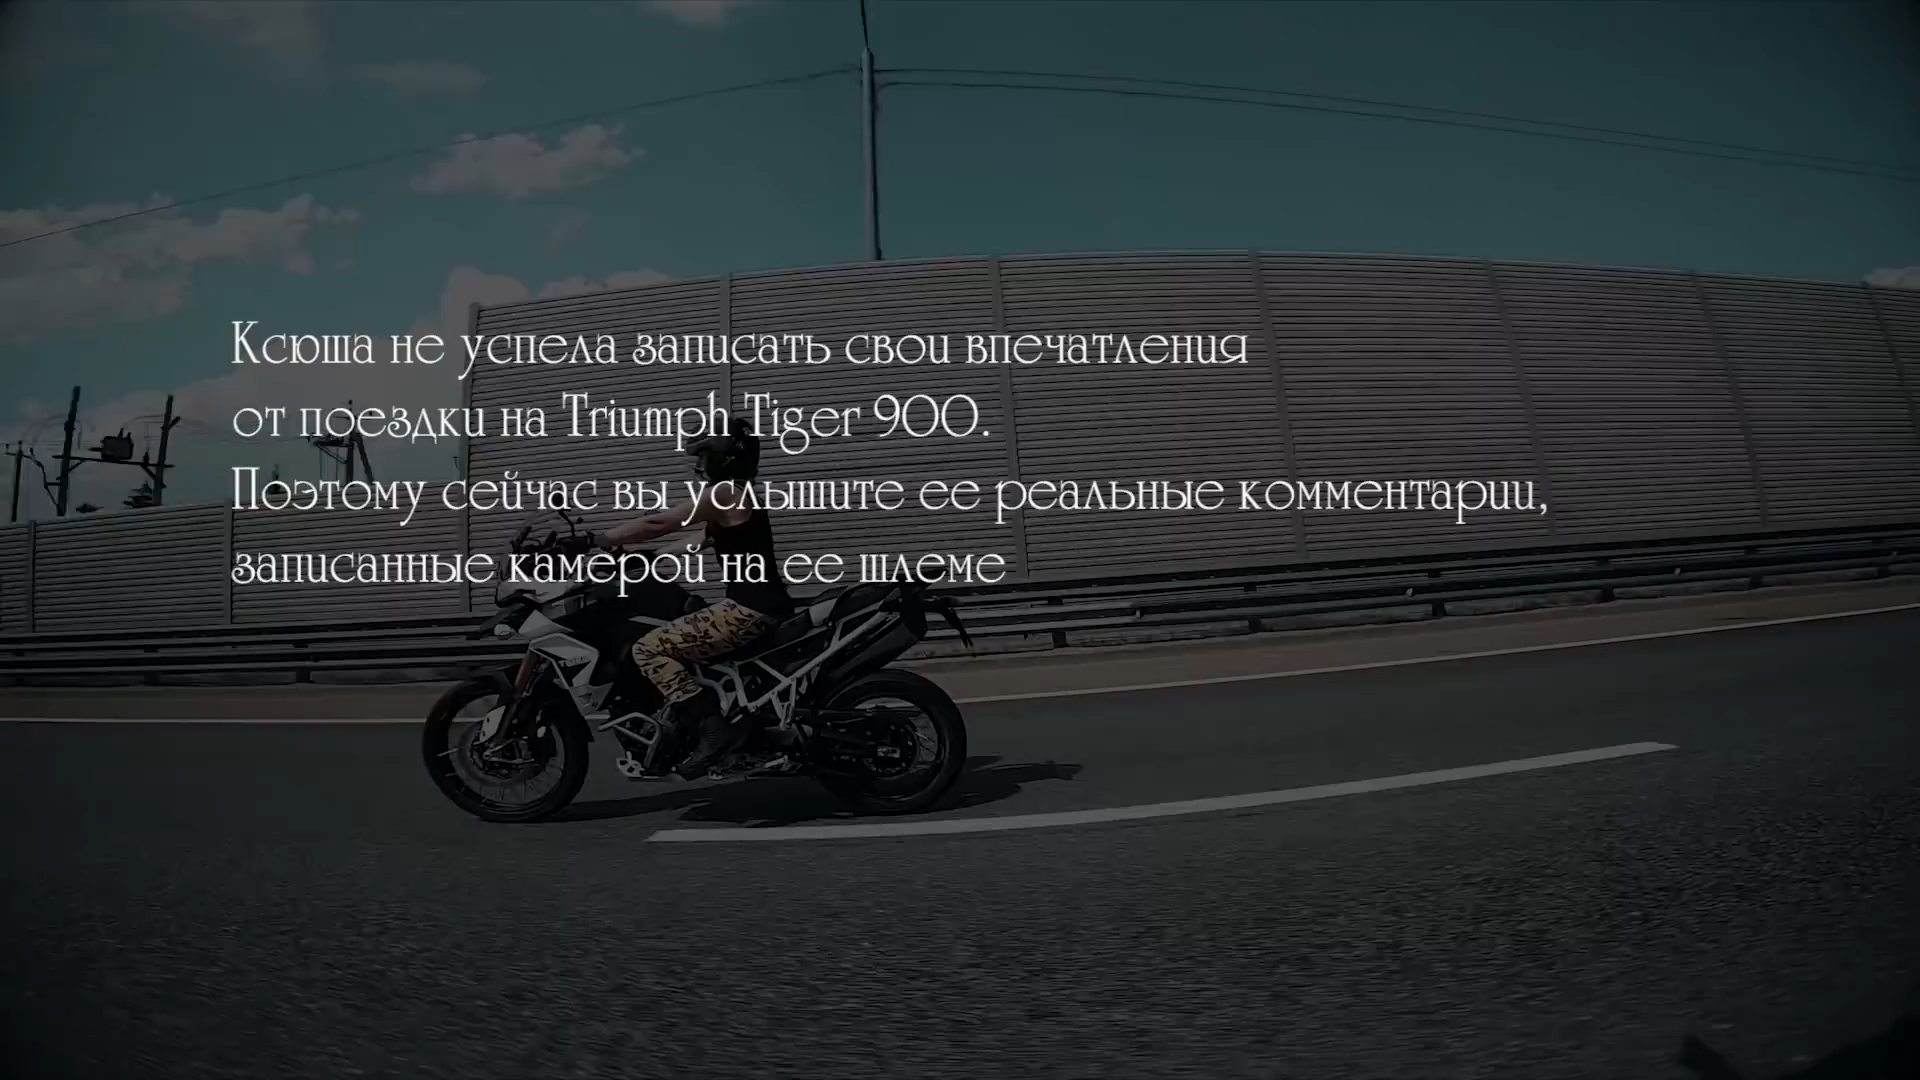 Ксюша не успела записать свои впечатления
от поездки на Triumph Tiger 900.
Поэтому сейчас вы услышите ее реальные комментарии,
записанные камерой на ее шлеме